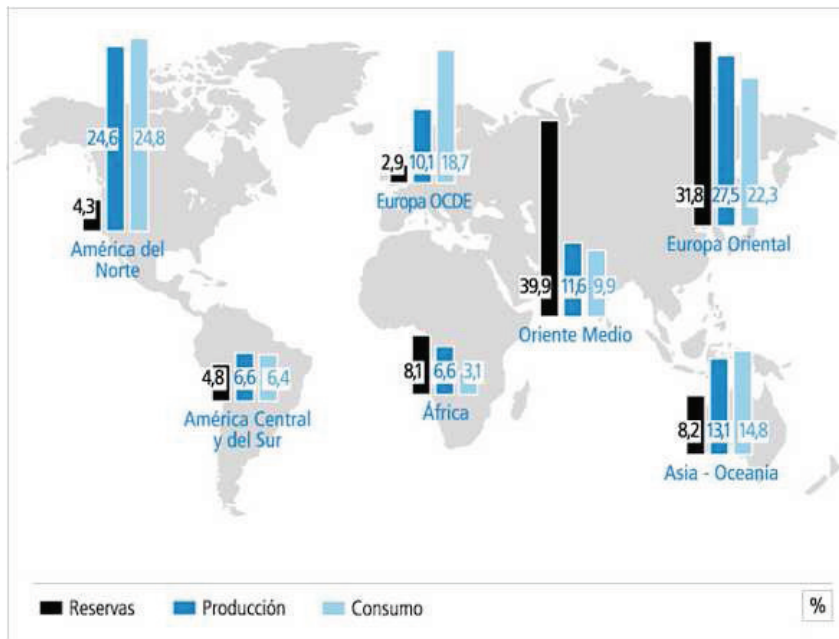 24,6
24,8
4,3
América del
Norte
2,9
10,1
18,7
Europa OCDE
31,8
27,5
22,3
Europa Oriental
39,9
11,6
9,9
Oriente Medio
4,8
6,6
6,4
América Central
y del Sur
8,1
6,6
3,1
África
8,2
13,1
14,8
Asia - Oceanía
Reservas
Producción
Consumo
%